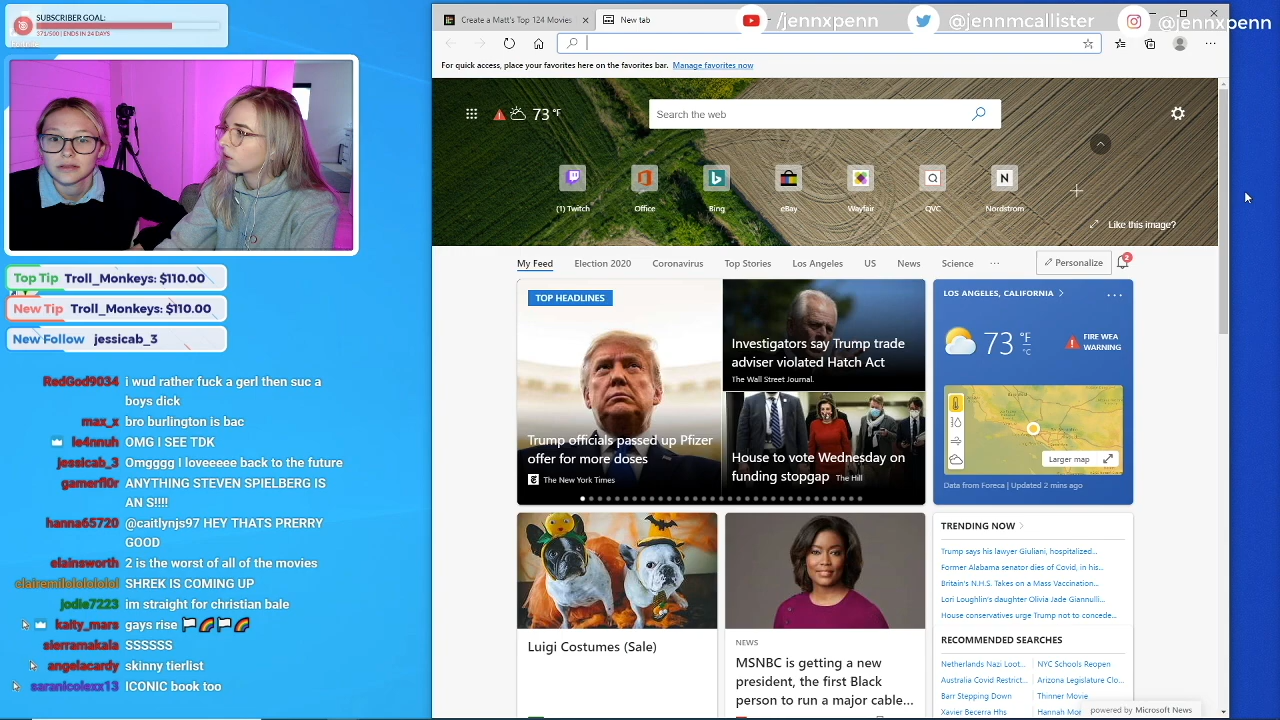 SUBSCRIBER GOAL:
371/500 | ENDS IN 24 DAYS
Create a Matt's Top 124 Movies
New tab
/jennxpenn
@jennmcallister
@jennxpenn
For quick access, place your favorites here on the favorites bar. Manage favorites now
73 °F
Search the web
(1) Twitch
Office
Bing
eBay
Wayfair
QVC
Nordstrom
Like this image?
Top Tip Troll_Monkeys: $110.00
New Tip Troll_Monkeys: $110.00
New Follow jessicab_3
RedGod9034 i wud rather fuck a gerl then suc a
boys dick
max_x bro burlington is bac
le4nnuh OMG I SEE TDK
jessicab_3 Omgggg I loveeeee back to the future
gamerfl0r ANYTHING STEVEN SPIELBERG IS
AN S!!!!
hanna65720 @caitlynjs97 HEY THATS PRERRY
GOOD
elainsworth 2 is the worst of all of the movies
SHREK IS COMING UP
jodie7223 im straight for christian bale
kaity_mars gays rise 🏳🌈🏳🌈
sierramakala SSSSSS
angelacardy skinny tierlist
saranicolexx13 ICONIC book too
My Feed
Election 2020
Coronavirus
Top Stories
Los Angeles
US
News
Science
...
Personalize
2
TOP HEADLINES
Trump officials passed up Pfizer
offer for more doses
The New York Times
Investigators say Trump trade
adviser violated Hatch Act
The Wall Street Journal.
House to vote Wednesday on
funding stopgap The Hill
LOS ANGELES, CALIFORNIA
73 °F
°C
FIRE WEA
WARNING
Larger map
Data from Foreca | Updated 2 mins ago
Luigi Costumes (Sale)
NEWS
MSNBC is getting a new
president, the first Black
person to run a major cable...
TRENDING NOW
Trump says his lawyer Giuliani, hospitalized...
Former Alabama senator dies of Covid, in his...
Britain's N.H.S. Takes on a Mass Vaccination...
Lori Loughlin's daughter Olivia Jade Giannulli...
House conservatives urge Trump not to concede...
RECOMMENDED SEARCHES
Netherlands Nazi Loot...
NYC Schools Reopen
Australia Covid Restrict...
Arizona Legislature Clo...
Barr Stepping Down
Thinner Movie
Xavier Becerra Hhs
Hannah Mor
powered by Microsoft News